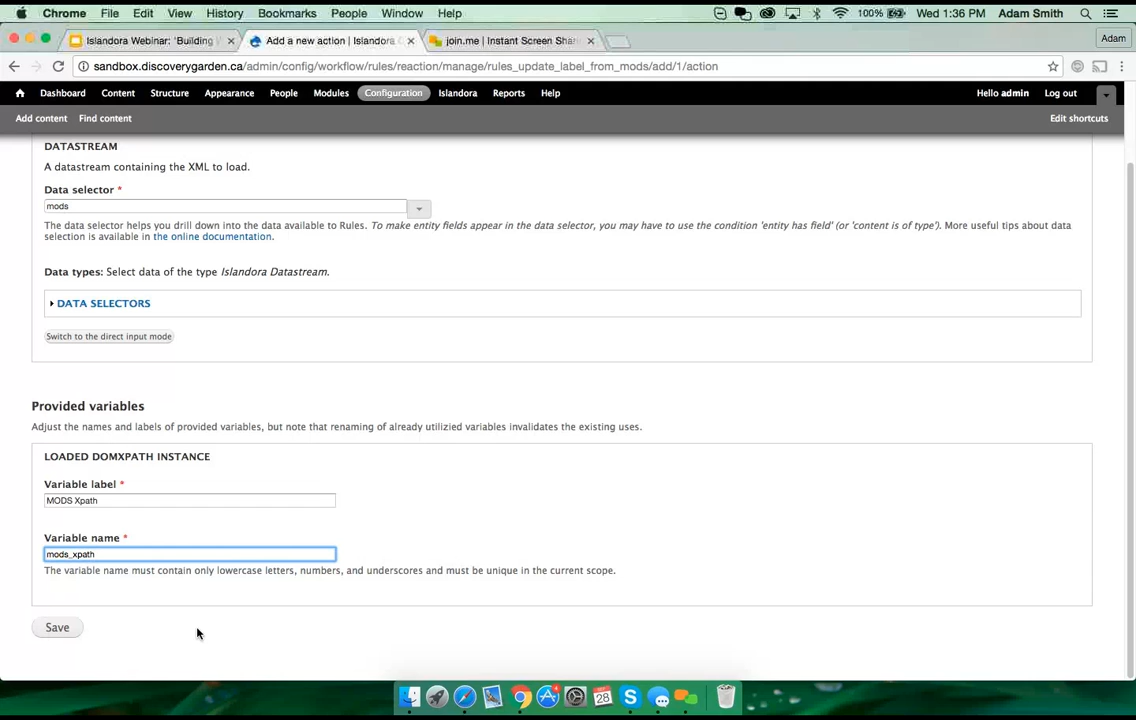 Chrome File Edit View History Bookmarks People Window Help 100% Wed 1:36 PM Adam Smith
Islandora Webinar: 'Building W Add a new action | Islandora join.me | Instant Screen Shar Adam
sandbox.discoverygarden.ca/admin/config/workflow/rules/reaction/manage/rules_update_label_from_mods/add/1/action
Dashboard Content Structure Appearance People Modules Configuration Islandora Reports Help Hello admin Log out
Add content Find content Edit shortcuts
DATASTREAM
A datastream containing the XML to load.
Data selector *
mods
The data selector helps you drill down into the data available to Rules. To make entity fields appear in the data selector, you may have to use the condition 'entity has field' (or 'content is of type'). More useful tips about data
selection is available in the online documentation.
Data types: Select data of the type Islandora Datastream.
DATA SELECTORS
Switch to the direct input mode
Provided variables
Adjust the names and labels of provided variables, but note that renaming of already utilizied variables invalidates the existing uses.
LOADED DOMXPATH INSTANCE
Variable label *
MODS Xpath
Variable name *
mods_xpath
The variable name must contain only lowercase letters, numbers, and underscores and must be unique in the current scope.
Save
28